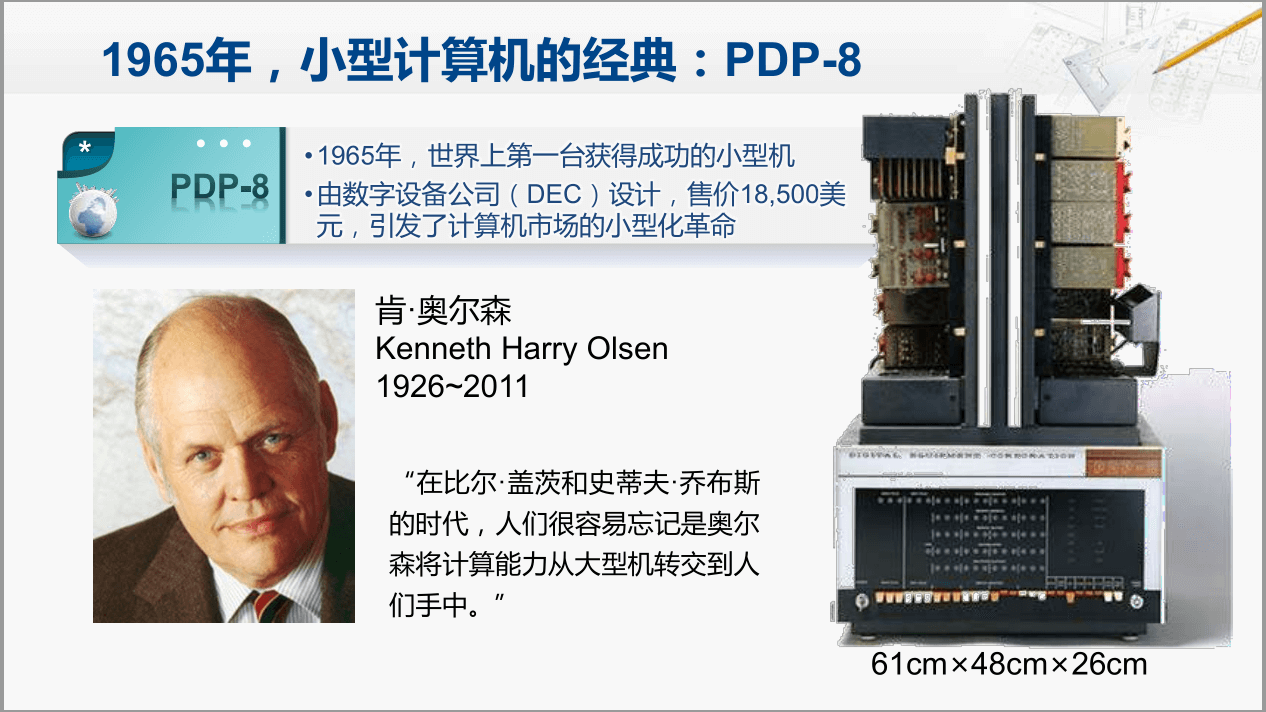 1965年，小型计算机的经典：PDP-8
*
PDP-8
•1965年，世界上第一台获得成功的小型机
•由数字设备公司（DEC）设计，售价18,500美
元，引发了计算机市场的小型化革命
肯·奥尔森
Kenneth Harry Olsen
1926~2011
“在比尔·盖茨和史蒂夫·乔布斯
的时代，人们很容易忘记是奥尔
森将计算能力从大型机转交到人
们手中。”
DIGITAL EQUIPMENT CORPORATION
61cm×48cm×26cm